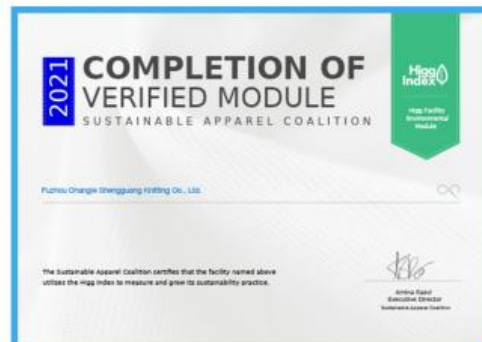 2021
COMPLETION OF
VERIFIED MODULE
SUSTAINABLE APPAREL COALITION
Higg
Index
Higg Facility
Environmental
Module
Fuzhou Changle Shengguang Knitting Co., Ltd.
The Sustainable Apparel Coalition certifies that the facility named above
utilizes the Higg Index to measure and grow its sustainability practice.
Amina Razvi
Executive Director
Sustainable Apparel Coalition